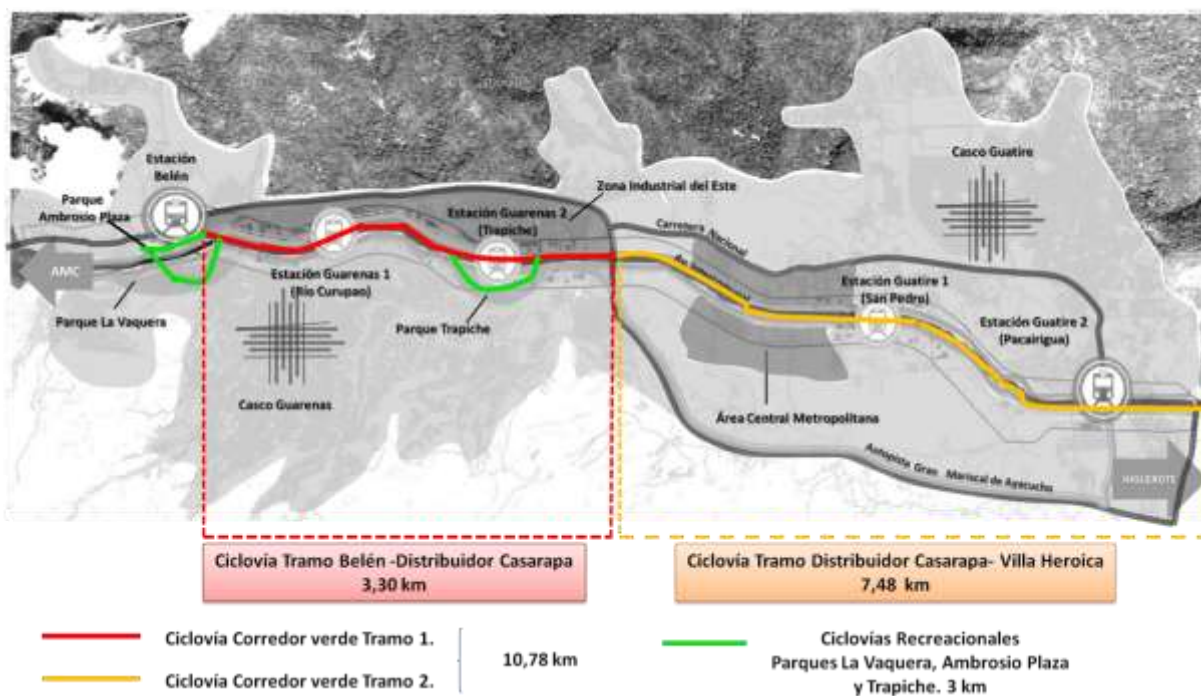 Estación
Belén
Parque
Ambrosio Plaza
AMC
Parque La Vaquera
Estación Guarenas 1
(Río Curupao)
Casco Guarenas
Estación Guarenas 2
(Trapiche)
Parque Trapiche
Zona Industrial del Este
Carretera Nacional
Casco Guatire
Estación Guatire 1
(San Pedro)
Estación Guatire 2
(Pacairigua)
Área Central Metropolitana
Autopista Gran Mariscal de Ayacucho
Ciclovía Tramo Belén -Distribuidor Casarapa
3,30 km
Ciclovía Tramo Distribuidor Casarapa- Villa Heroica
7,48 km
Ciclovía Corredor verde Tramo 1.
Ciclovía Corredor verde Tramo 2.
10,78 km
Ciclovías Recreacionales
Parques La Vaquera, Ambrosio Plaza
y Trapiche. 3 km